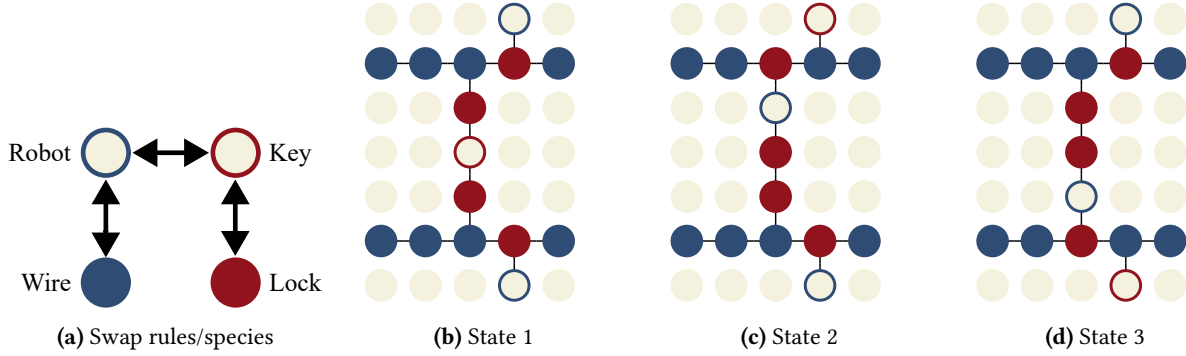 Robot
Key
Wire
Lock
(a) Swap rules/species
(b) State 1
(c) State 2
(d) State 3